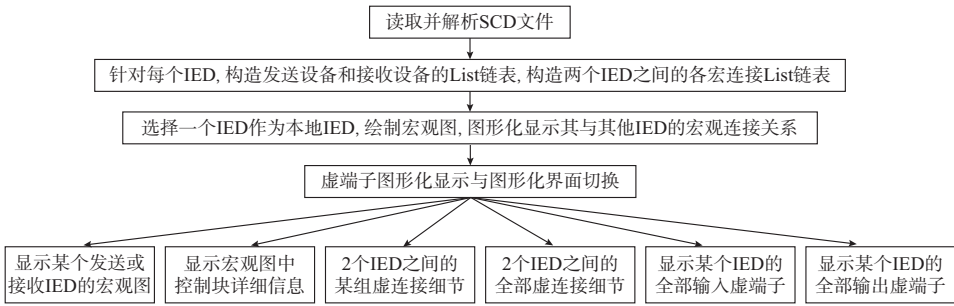 读取并解析SCD文件
针对每个IED, 构造发送设备和接收设备的List链表, 构造两个IED之间的各宏连接List链表
选择一个IED作为本地IED, 绘制宏观图, 图形化显示其与其他IED的宏观连接关系
虚端子图形化显示与图形化界面切换
显示某个发送或
接收IED的宏观图
显示宏观图中
控制块详细信息
2个IED之间的
某组虚连接细节
2个IED之间的
全部虚连接细节
显示某个IED的
全部输入虚端子
显示某个IED的
全部输出虚端子